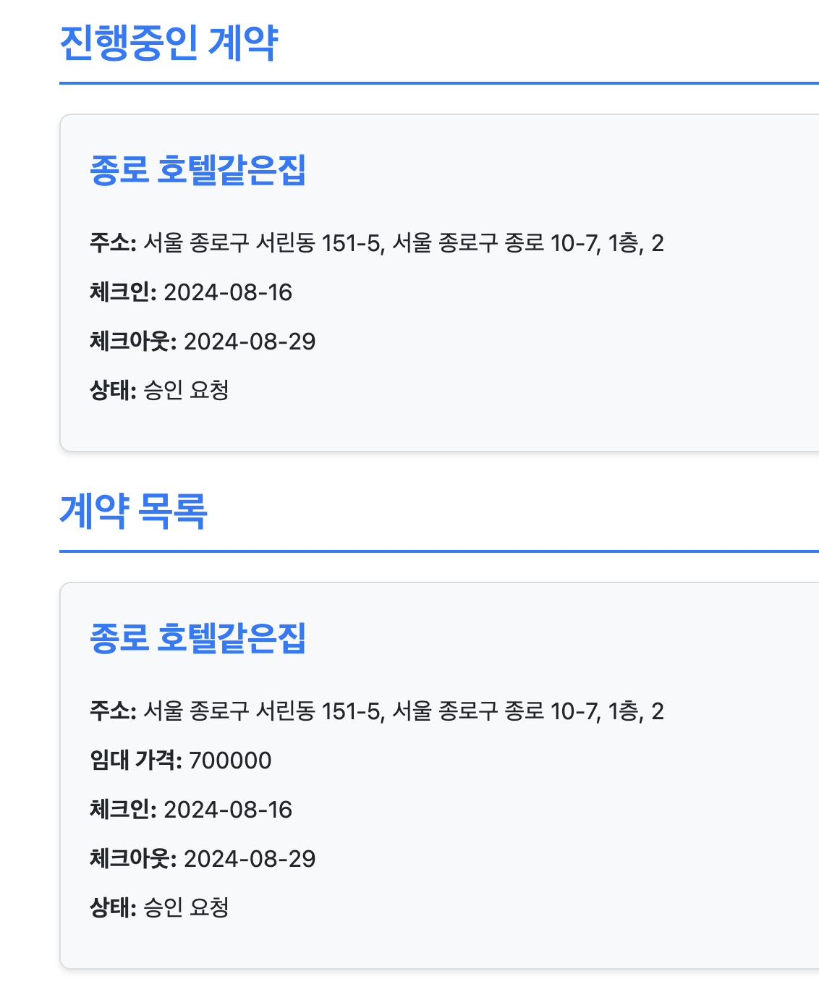 진행중인 계약
종로 호텔같은집
주소: 서울 종로구 서린동 151-5, 서울 종로구 종로 10-7, 1층, 2
체크인: 2024-08-16
체크아웃: 2024-08-29
상태: 승인 요청
계약 목록
종로 호텔같은집
주소: 서울 종로구 서린동 151-5, 서울 종로구 종로 10-7, 1층, 2
임대 가격: 700000
체크인: 2024-08-16
체크아웃: 2024-08-29
상태: 승인 요청